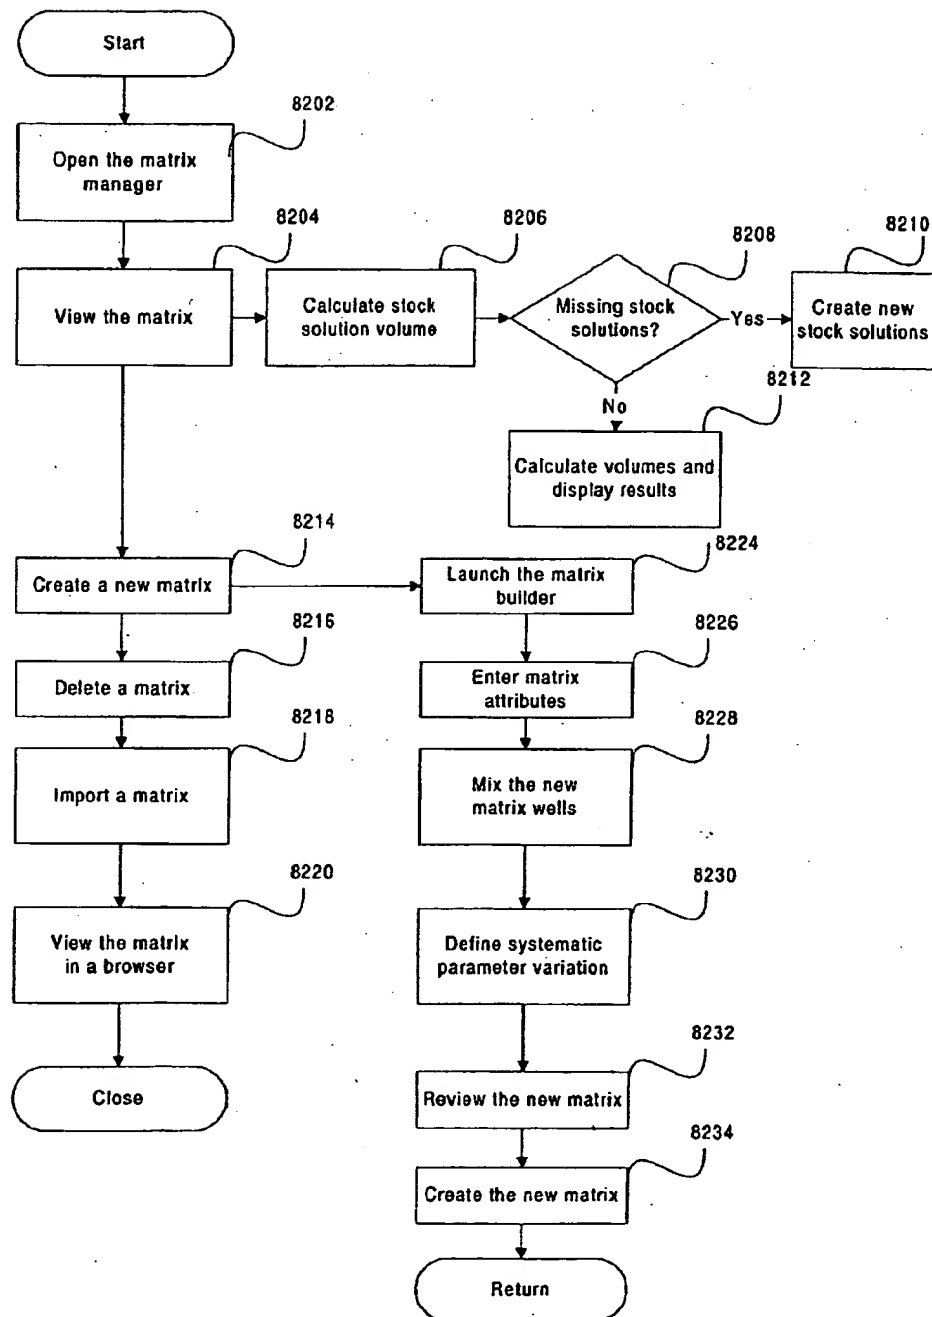 Start
8202
Open the matrix
manager
8204
View the matrix
8206
Calculate stock
solution volume
8208
Missing stock
solutions?
Yes
8210
Create new
stock solutions
No
8212
Calculate volumes and
display results
8214
Create a new matrix
8216
Delete a matrix
8218
Import a matrix
8220
View the matrix
in a browser
Close
8224
Launch the matrix
builder
8226
Enter matrix
attributes
8228
Mix the new
matrix wells
8230
Define systematic
parameter variation
8232
Review the new matrix
8234
Create the new matrix
Return